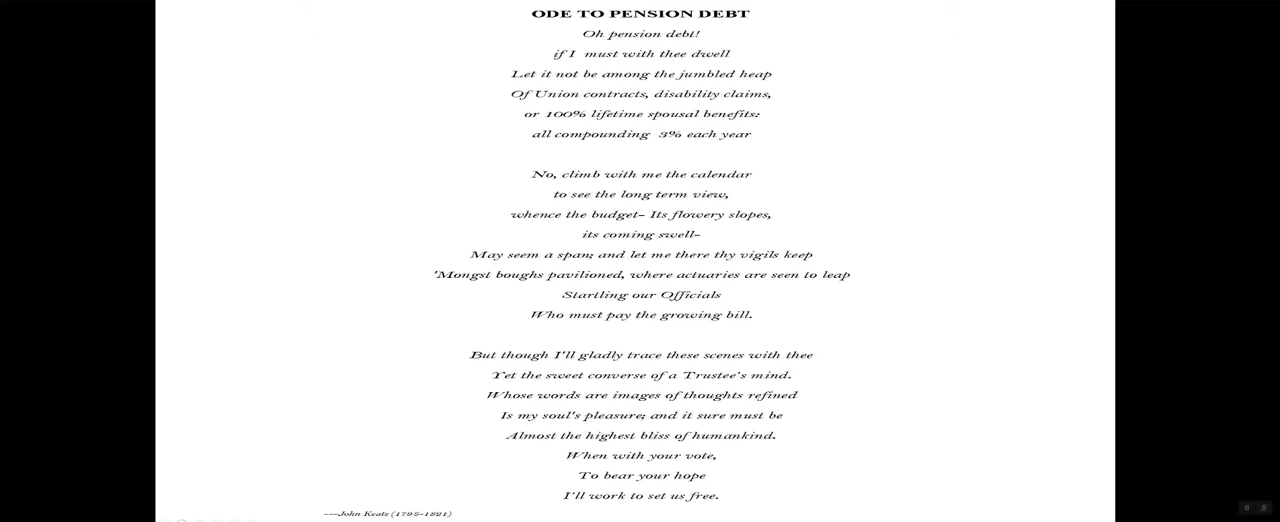 ODE TO PENSION DEBT
Oh pension debt!
if I must with thee dwell
Let it not be among the jumbled heap
Of Union contracts, disability claims,
or 100% lifetime spousal benefits:
all compounding 3% each year
No, climb with me the calendar
to see the long term view,
whence the budget– Its flowery slopes,
its coming swell–
May seem a span; and let me there thy vigils keep
'Mongst boughs pavilioned, where actuaries are seen to leap
Startling our Officials
Who must pay the growing bill.
But though I'll gladly trace these scenes with thee
Yet the sweet converse of a Trustee's mind.
Whose words are images of thoughts refined
Is my soul's pleasure; and it sure must be
Almost the highest bliss of humankind.
When with your vote,
To bear your hope
I'll work to set us free.
---John Keats (1795-1821)